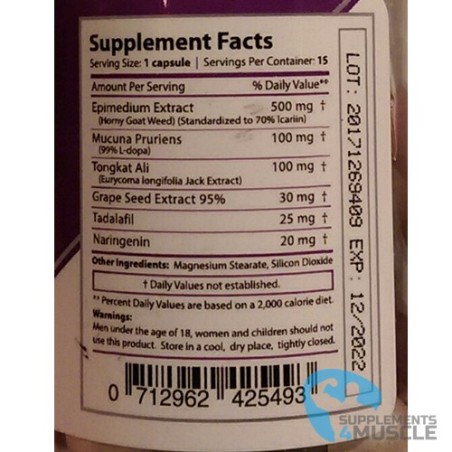 Supplement Facts
Serving Size: 1 capsule | Servings Per Container: 15
Amount Per Serving % Daily Value**
Epimedium Extract 500 mg †
(Horny Goat Weed) (Standardized to 70% Icariin)
Mucuna Pruriens 100 mg †
(99% L-dopa)
Tongkat Ali 100 mg †
(Eurycoma longifolia Jack Extract)
Grape Seed Extract 95% 30 mg †
Tadalafil 25 mg †
Naringenin 20 mg †
Other Ingredients: Magnesium Stearate, Silicon Dioxide
† Daily Values not established.
** Percent Daily Values are based on a 2,000 calorie diet.
Warnings:
Men under the age of 18, women and children should not
use this product. Store in a cool, dry place, tightly closed.
0 712962 425493
LOT: 20171269409 EXP: 12/2022
SUPPLEMENTS
4MUSCLE